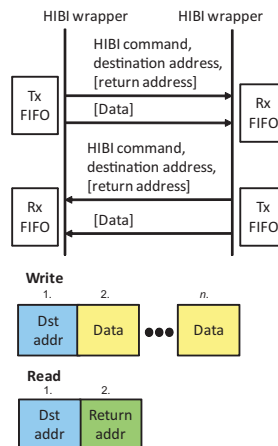 HIBI wrapper HIBI wrapper
HIBI command,
destination address,
[return address]
Tx
FIFO
[Data]
Rx
FIFO
HIBI command,
destination address,
[return address]
Rx
FIFO
[Data]
Tx
FIFO
Write
1. 2. n.
Dst
addr
Data
Data
Read
1. 2.
Dst
addr
Return
addr